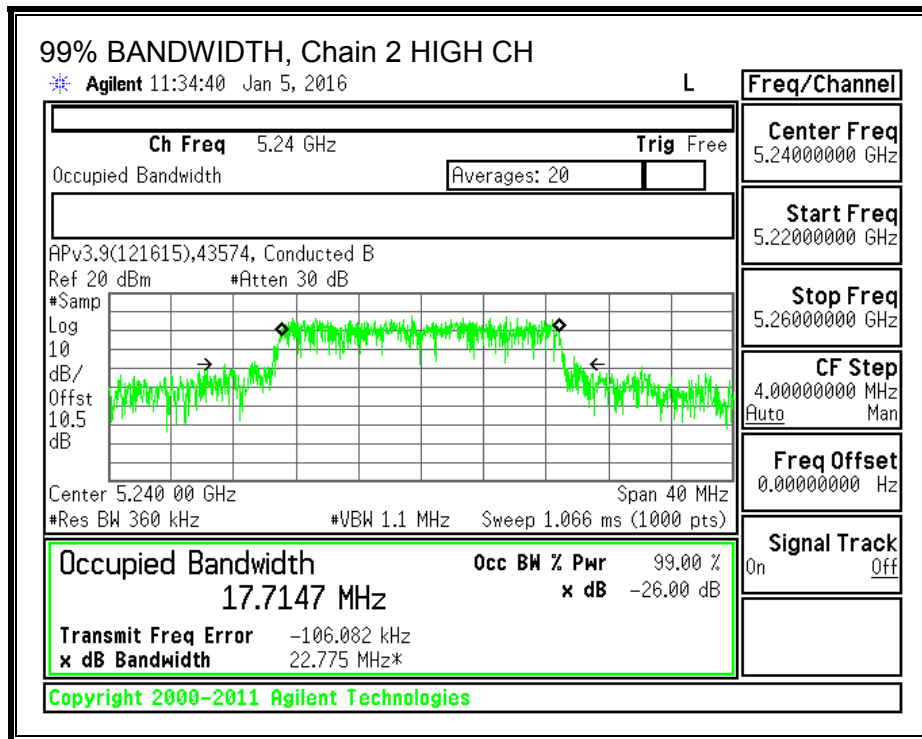 99% BANDWIDTH, Chain 2 HIGH CH
Agilent 11:34:40 Jan 5, 2016 L
Freq/Channel
Ch Freq 5.24 GHz Trig Free
Occupied Bandwidth Averages: 20
APv3.9(121615),43574, Conducted B
Ref 20 dBm #Atten 30 dB
#Samp
Log
10
dB/
Offst
10.5
dB
Center 5.240 00 GHz Span 40 MHz
#Res BW 360 kHz #VBW 1.1 MHz Sweep 1.066 ms (1000 pts)
Occupied Bandwidth Occ BW % Pwr 99.00 %
17.7147 MHz x dB -26.00 dB
Transmit Freq Error -106.082 kHz
x dB Bandwidth 22.775 MHz*
Copyright 2000-2011 Agilent Technologies
Center Freq
5.24000000 GHz
Start Freq
5.22000000 GHz
Stop Freq
5.26000000 GHz
CF Step
4.00000000 MHz
Auto Man
Freq Offset
0.00000000 Hz
Signal Track
On Off